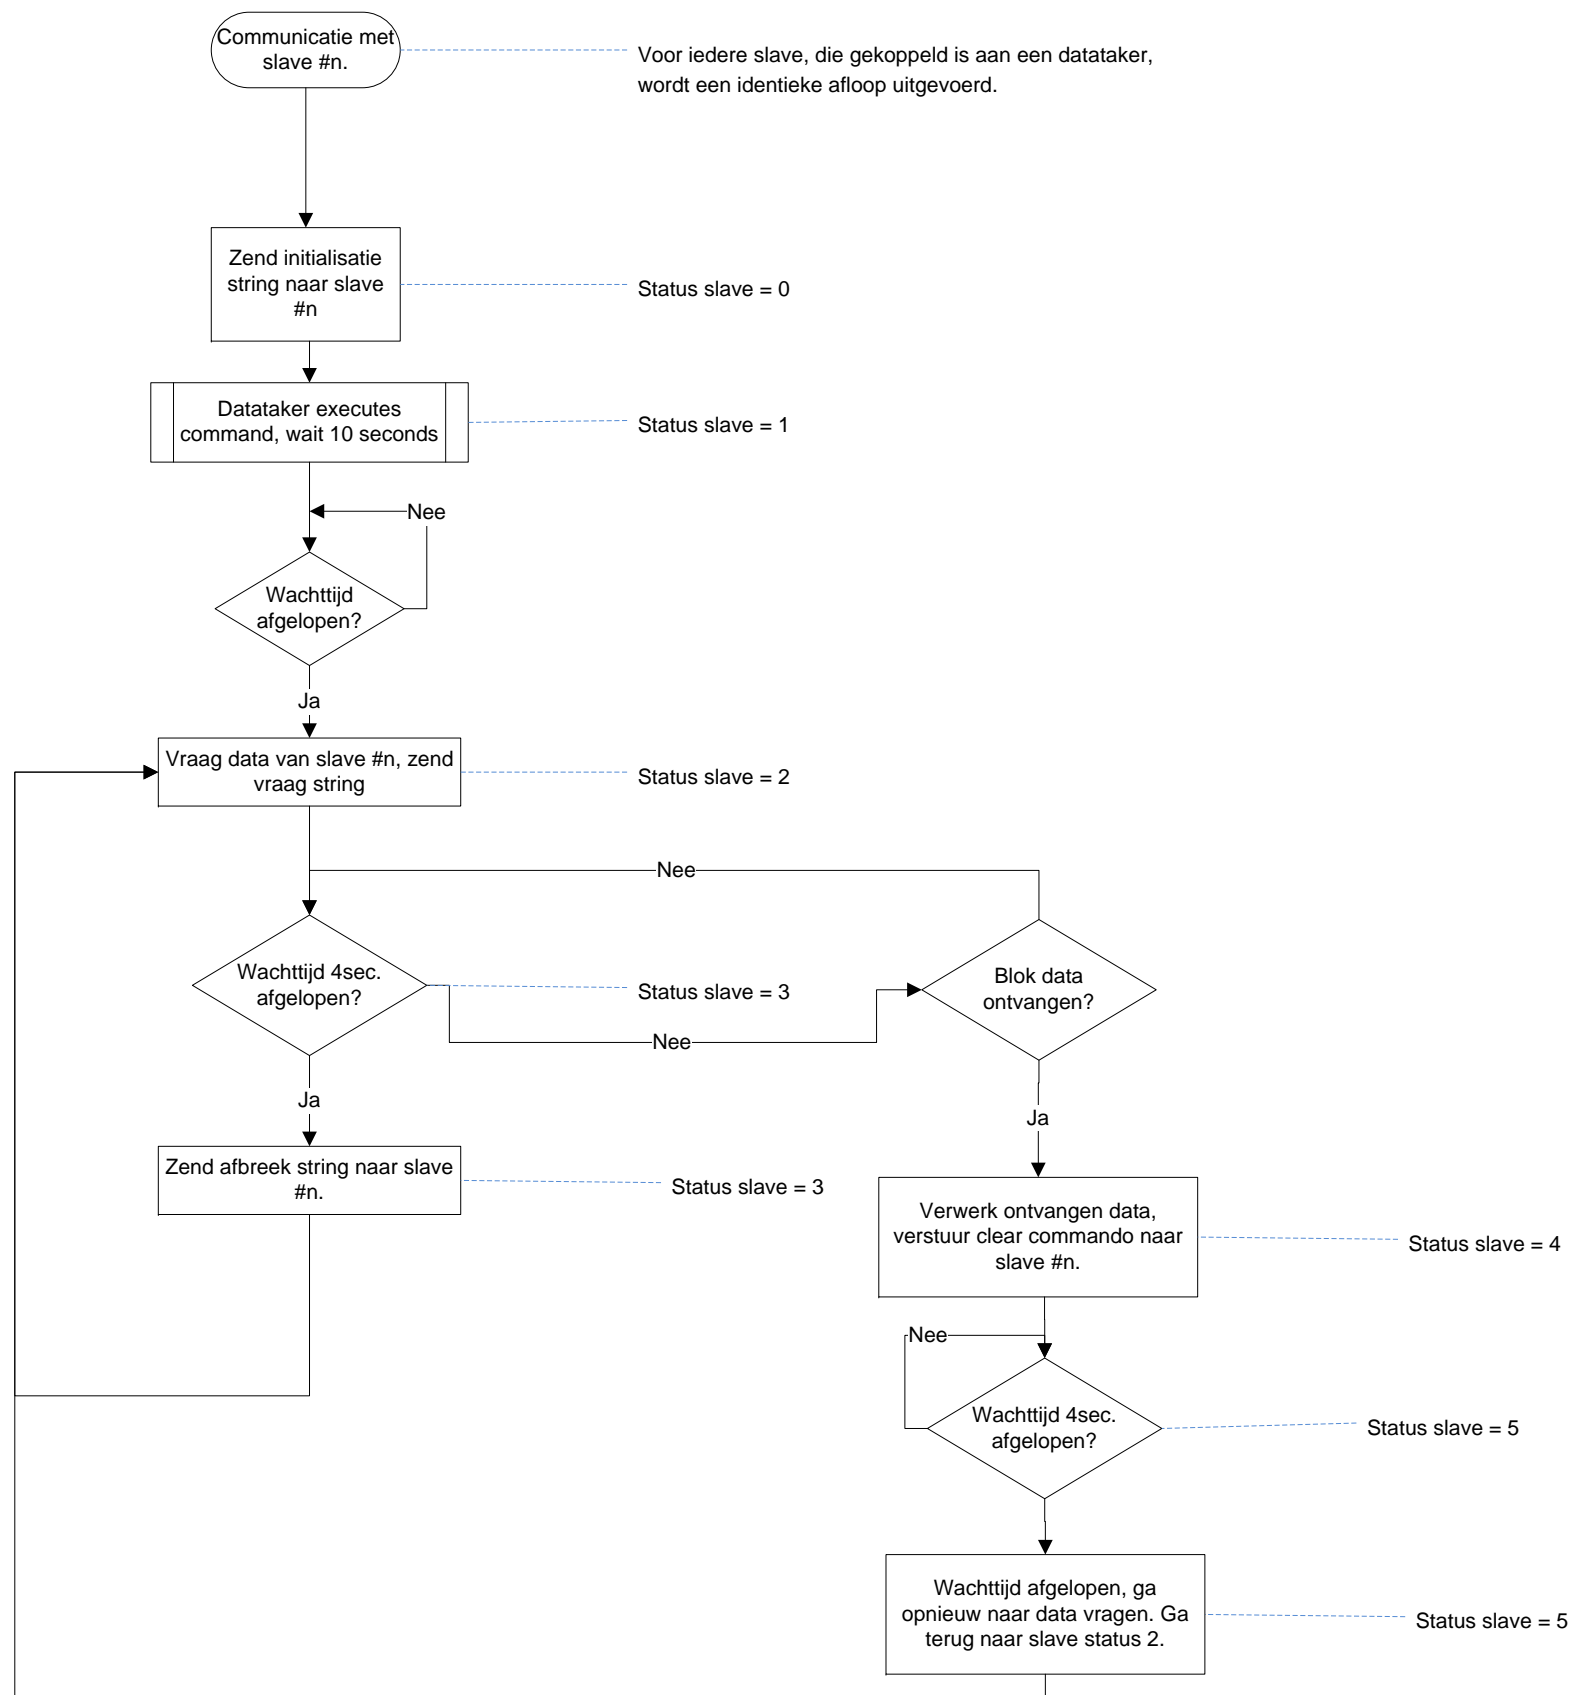 Communicatie met
slave #n.
Voor iedere slave, die gekoppeld is aan een datataker,
wordt een identieke afloop uitgevoerd.
Zend initialisatie
string naar slave
#n
Status slave = 0
Datataker executes
command, wait 10 seconds
Status slave = 1
Nee
Wachttijd
afgelopen?
Ja
Vraag data van slave #n, zend
vraag string
Status slave = 2
Nee
Wachttijd 4sec.
afgelopen?
Status slave = 3
Blok data
ontvangen?
Nee
Ja
Ja
Zend afbreek string naar slave
#n.
Status slave = 3
Verwerk ontvangen data,
verstuur clear commando naar
slave #n.
Status slave = 4
Nee
Wachttijd 4sec.
afgelopen?
Status slave = 5
Wachttijd afgelopen, ga
opnieuw naar data vragen. Ga
terug naar slave status 2.
Status slave = 5